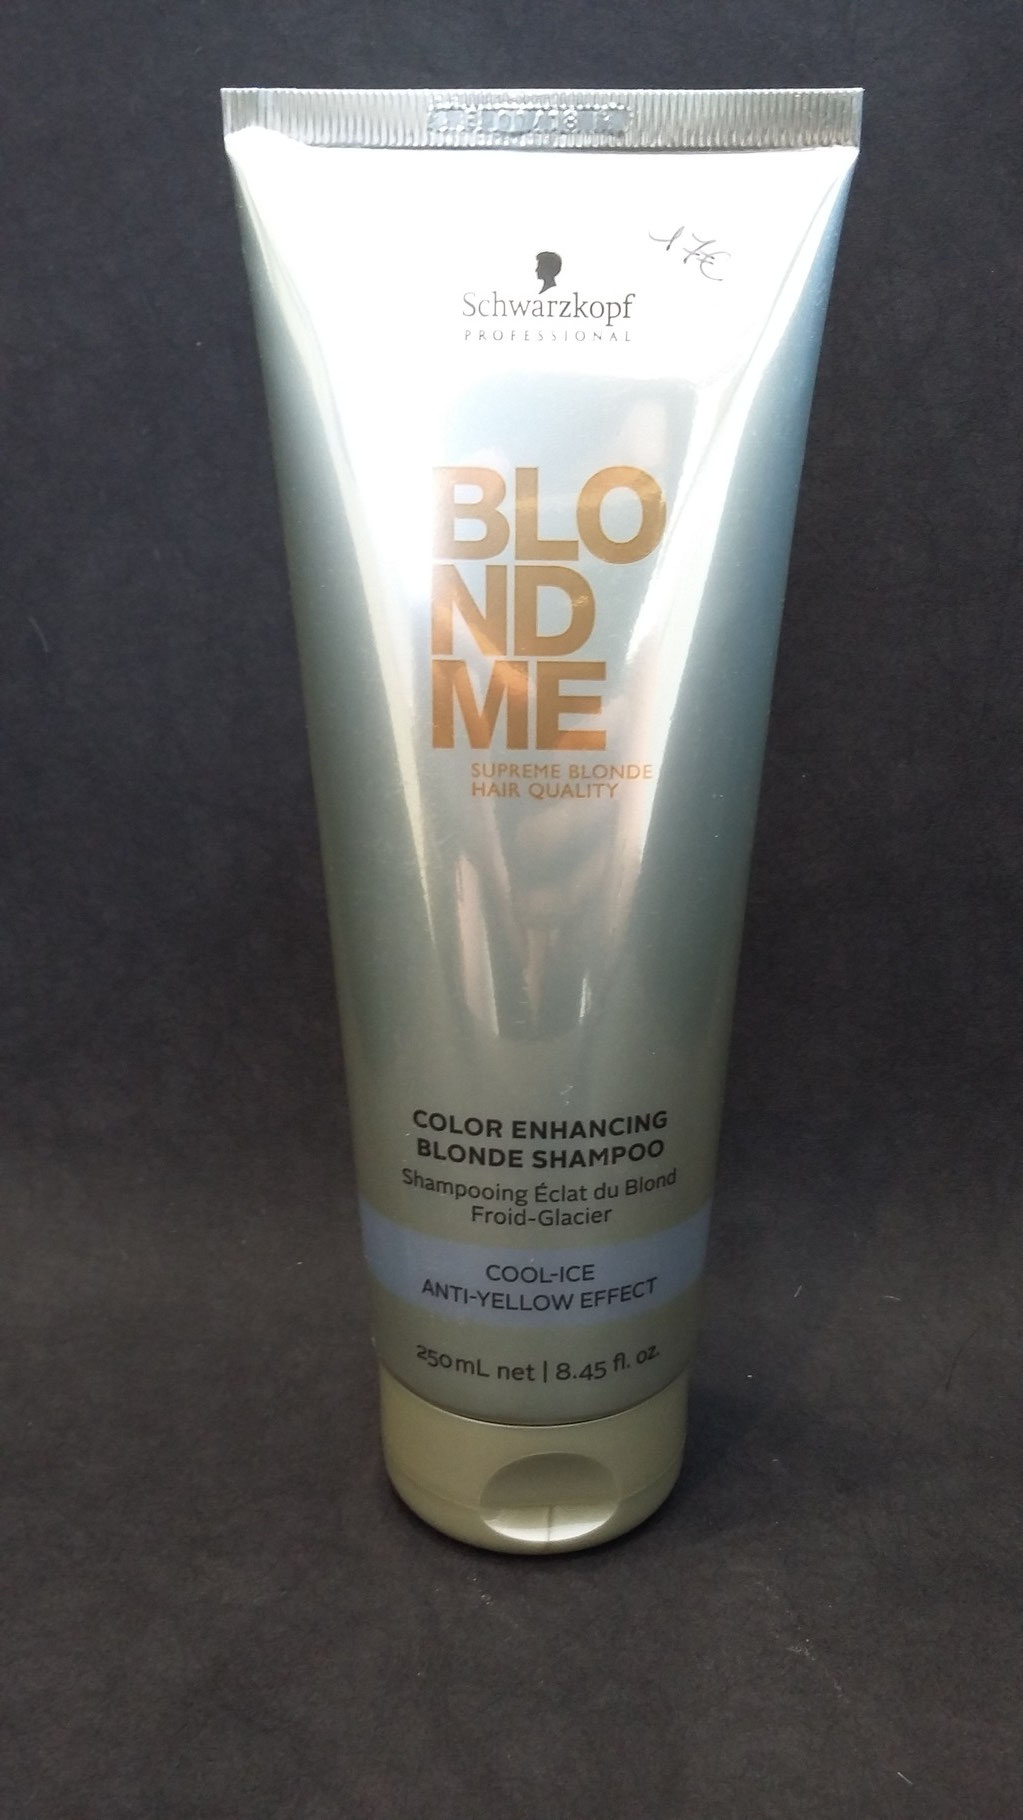 17€
Schwarzkopf
PROFESSIONAL
BLO
ND
ME
SUPREME BLONDE
HAIR QUALITY
COLOR ENHANCING
BLONDE SHAMPOO
Shampooing Éclat du Blond
Froid-Glacier
COOL-ICE
ANTI-YELLOW EFFECT
250mL net | 8.45 fl. oz.